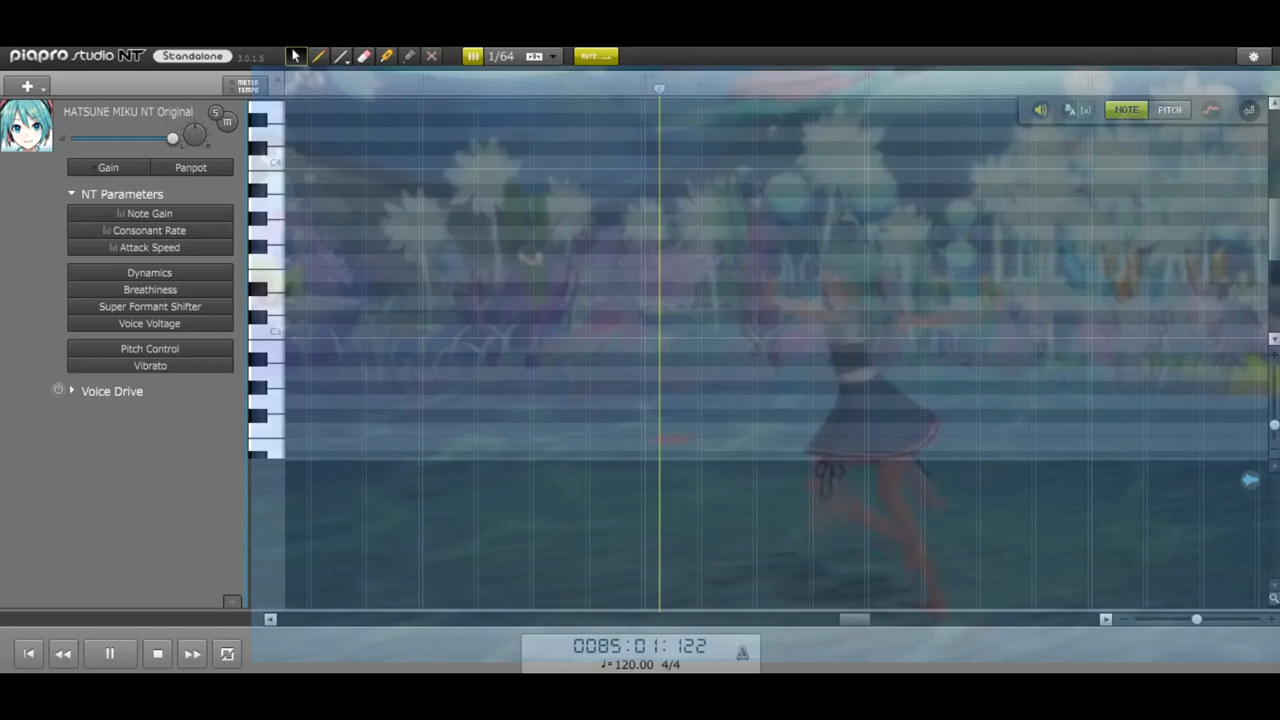 piapro studio NT Standalone 3.0.1.5 1/64 AUTO
METER
TEMPO
HATSUNE MIKU NT Original S
m
L R
NOTE PITCH
Gain Panpot
C4
NT Parameters
Note Gain
Consonant Rate
Attack Speed
Dynamics
Breathiness
Super Formant Shifter
Voice Voltage
C3
Pitch Control
Vibrato
Voice Drive
0085:01:122
♩=120.00 4/4